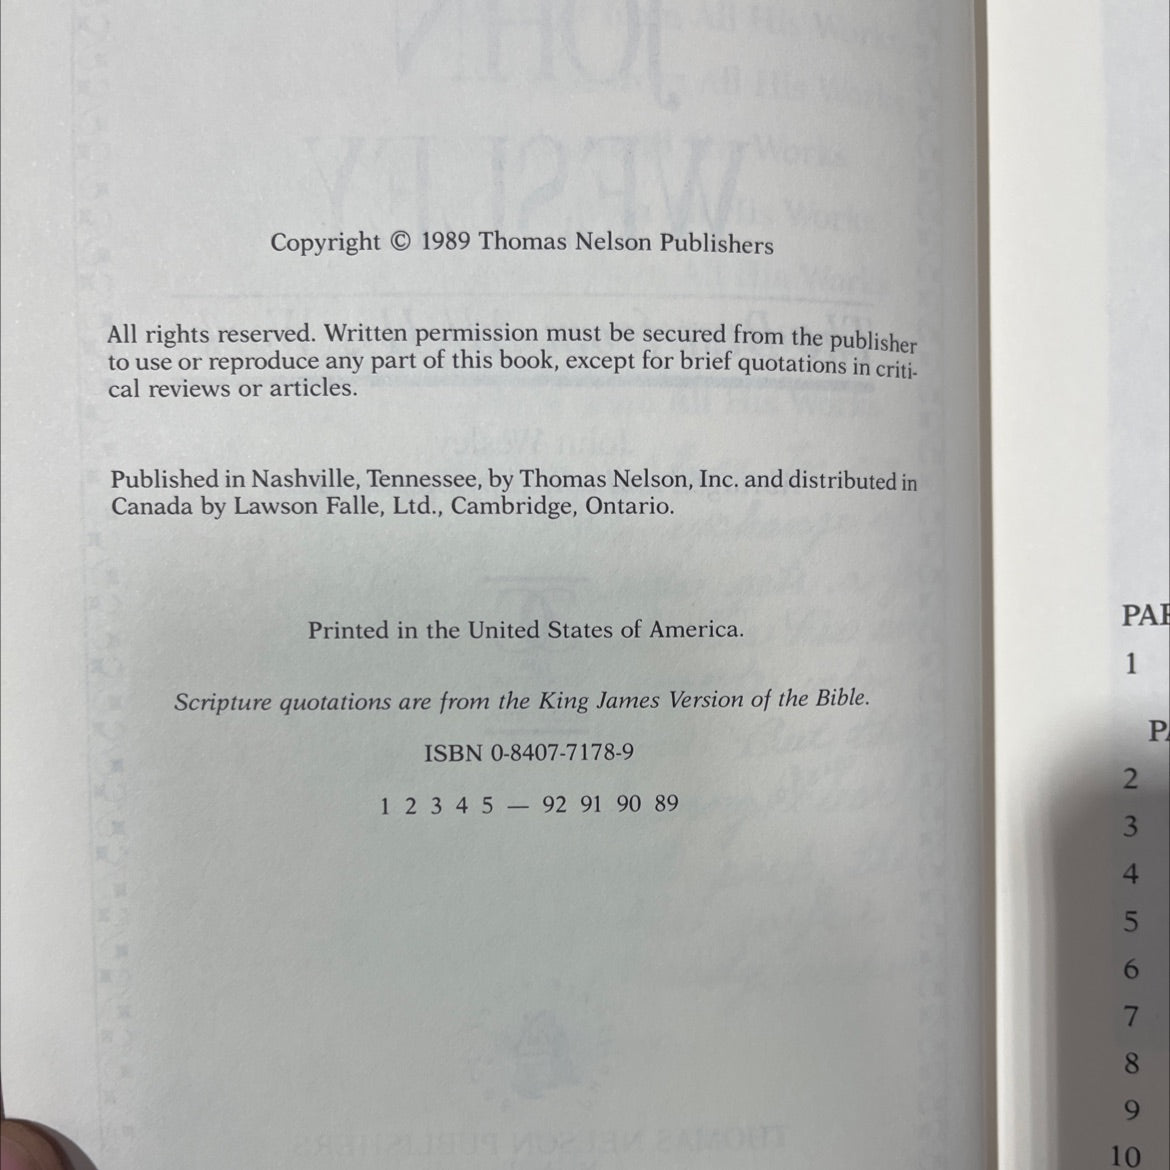 Copyright © 1989 Thomas Nelson Publishers
All rights reserved. Written permission must be secured from the publisher
to use or reproduce any part of this book, except for brief quotations in criti-
cal reviews or articles.
Published in Nashville, Tennessee, by Thomas Nelson, Inc. and distributed in
Canada by Lawson Falle, Ltd., Cambridge, Ontario.
Printed in the United States of America.
Scripture quotations are from the King James Version of the Bible.
ISBN 0-8407-7178-9
1 2 3 4 5 — 92 91 90 89
1
2
3
4
5
6
7
8
9
10